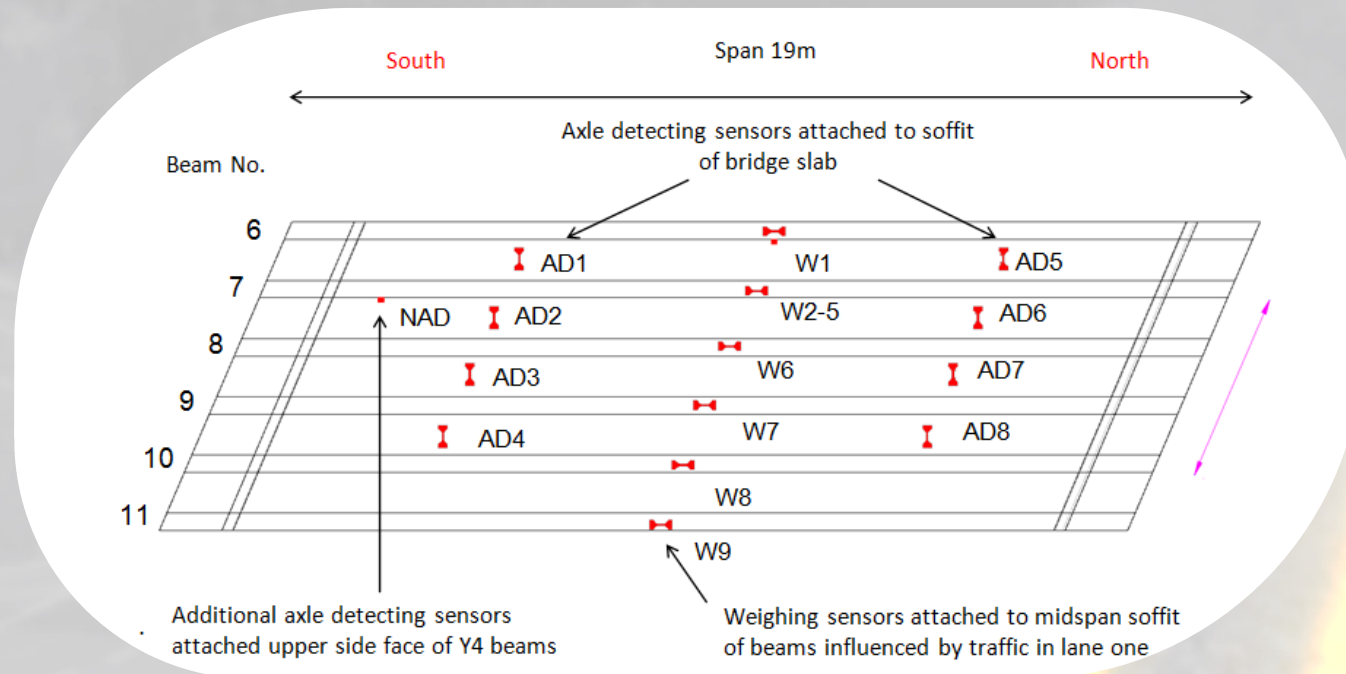 South
Span 19m
North
Axle detecting sensors attached to soffit
of bridge slab
Beam No.
6
W1
AD1
AD5
7
W2-5
NAD
AD2
AD6
8
W6
AD3
AD7
9
W7
AD4
AD8
10
W8
11
W9
Additional axle detecting sensors
attached upper side face of Y4 beams
Weighing sensors attached to midspan soffit
of beams influenced by traffic in lane one